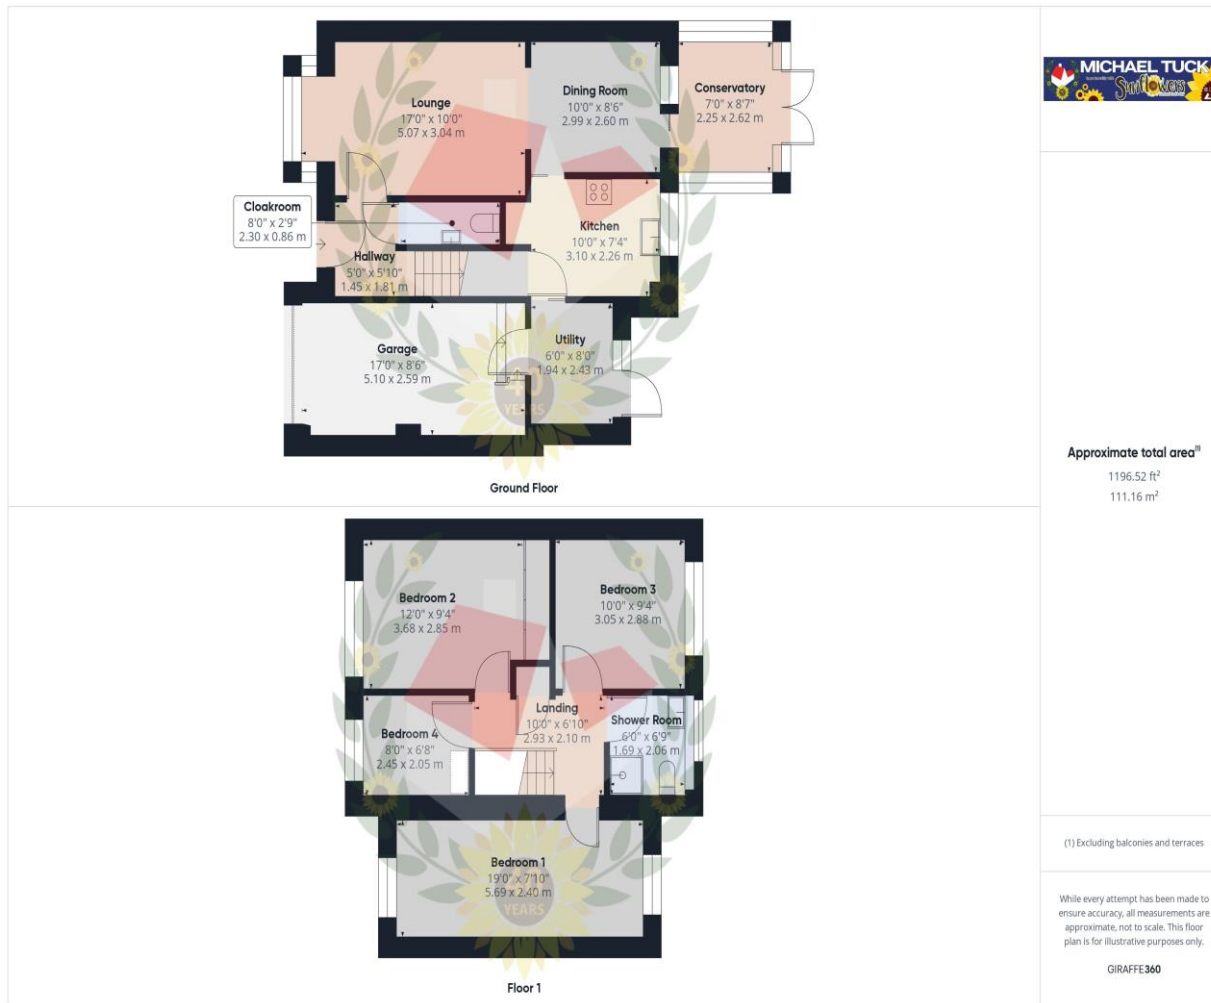 Lounge
17'0" x 10'0"
5.07 x 3.04 m
Dining Room
10'0" x 8'6"
2.99 x 2.60 m
Conservatory
7'0" x 8'7"
2.25 x 2.62 m
Cloakroom
8'0" x 2'9"
2.30 x 0.86 m
Kitchen
10'0" x 7'4"
3.10 x 2.26 m
Hallway
5'0" x 5'10"
1.45 x 1.81 m
Garage
17'0" x 8'6"
5.10 x 2.59 m
Utility
6'0" x 8'0"
1.94 x 2.43 m
40
YEARS
Ground Floor
Bedroom 2
12'0" x 9'4"
3.68 x 2.85 m
Bedroom 3
10'0" x 9'4"
3.05 x 2.88 m
Landing
10'0" x 6'10"
2.93 x 2.10 m
Shower Room
6'0" x 6'9"
1.69 x 2.06 m
Bedroom 4
8'0" x 6'8"
2.45 x 2.05 m
Bedroom 1
19'0" x 7'10"
5.69 x 2.40 m
YEARS
Floor 1
MICHAEL TUCK
Sunflowers
Approximate total area(1)
1196.52 ft²
111.16 m²
(1) Excluding balconies and terraces
While every attempt has been made to
ensure accuracy, all measurements are
approximate, not to scale. This floor
plan is for illustrative purposes only.
GIRAFFE360